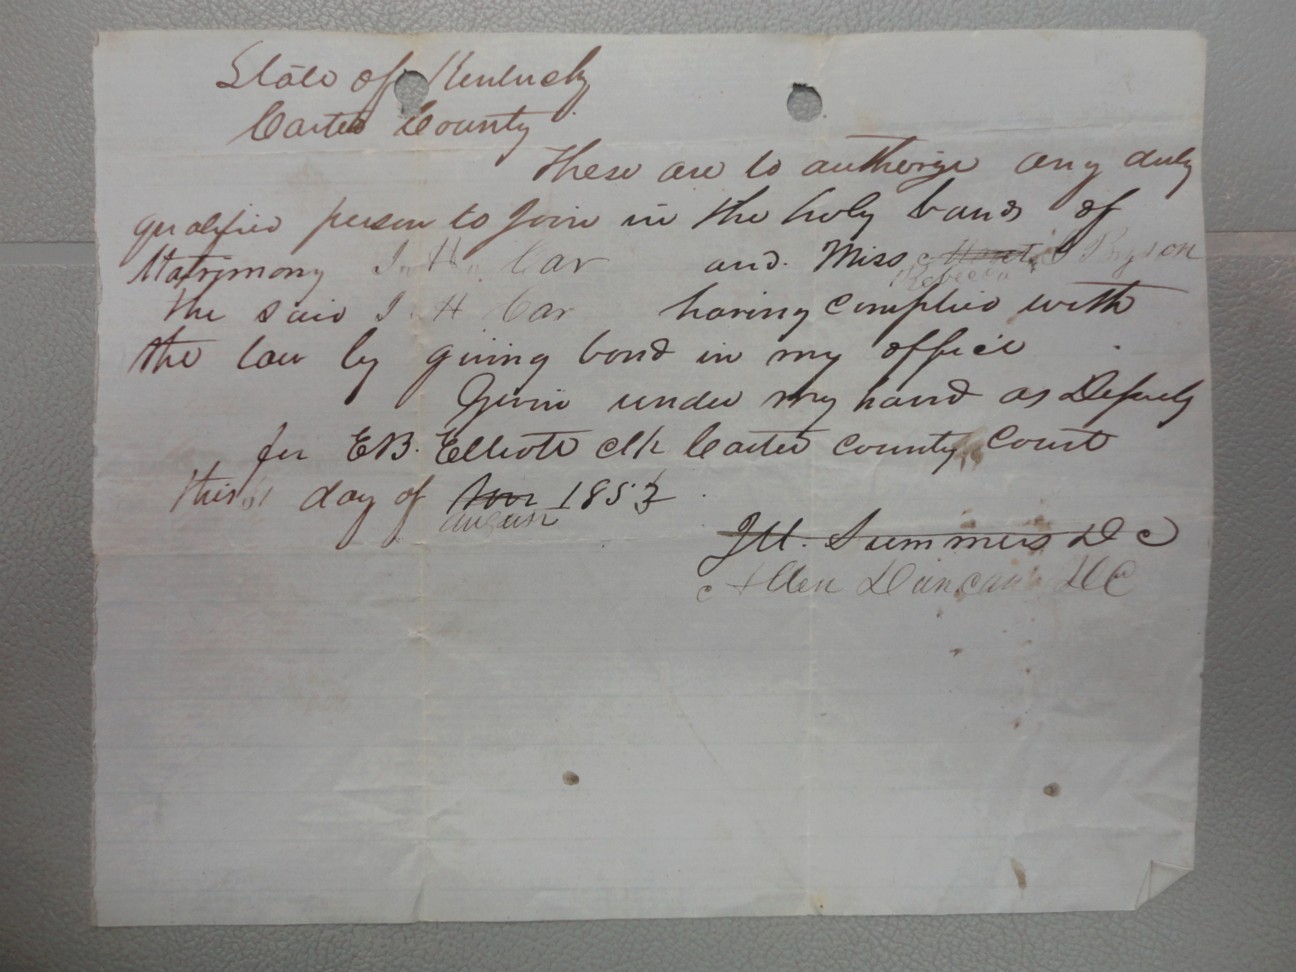 State of Kentucky
Carter County
These are to authorize any duly
qualified person to Join in the holy bands of
Matrimony J H Car and Miss Rebecca Bryson
the said J. H Car having complied with
the law by giving bond in my office
Given under my hand as Deputy
for E.B. Elliott clk Carter County Court
this day of Nov 1852
august
J M. Summers D C
Allen Duncan DC